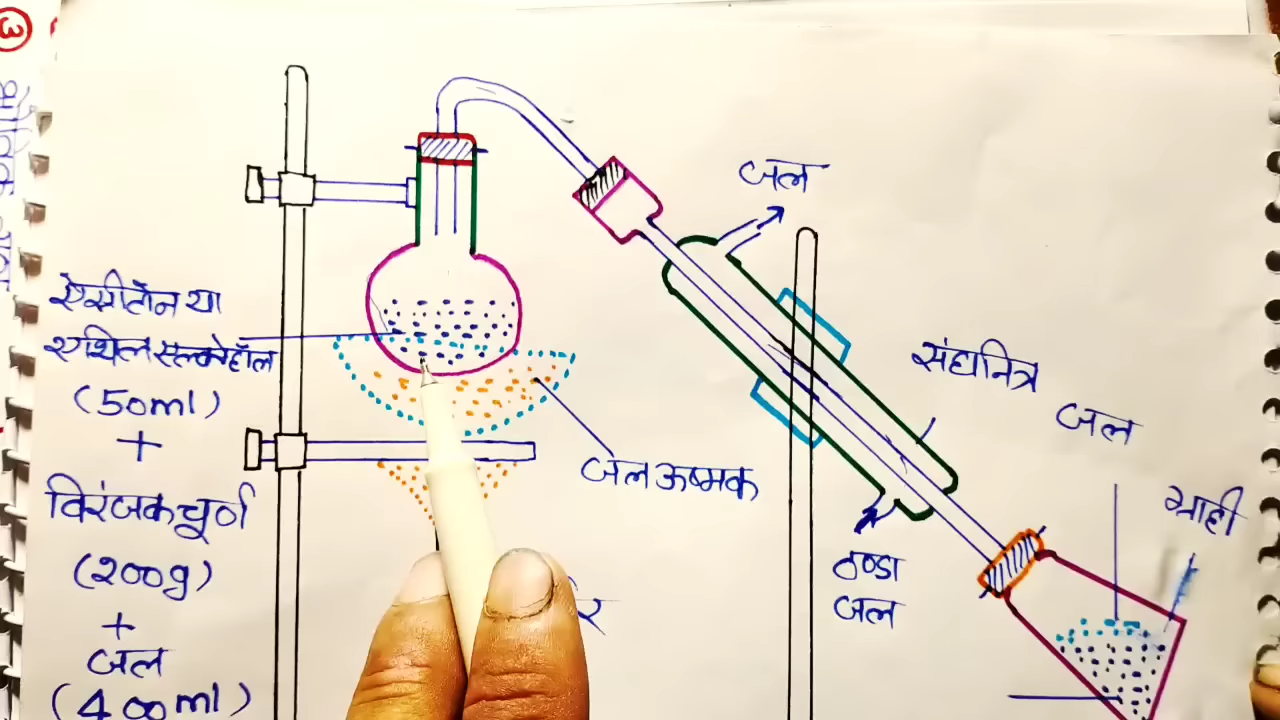 जल
ऐसीटोन या
एथिल एल्कोहॉल
(50ml)
+
विरंजक चूर्ण
(200g)
+
जल
(400ml)
जल ऊष्मक
संघनित्र
जल
ग्राही
ठण्डा
जल